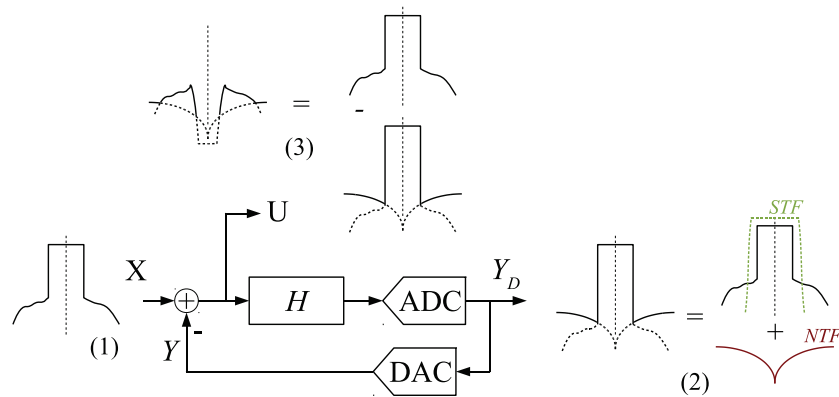 =
-
(3)
U
STF
X
+
H
ADC
Y_D
=
+
NTF
(1)
-
Y
DAC
(2)